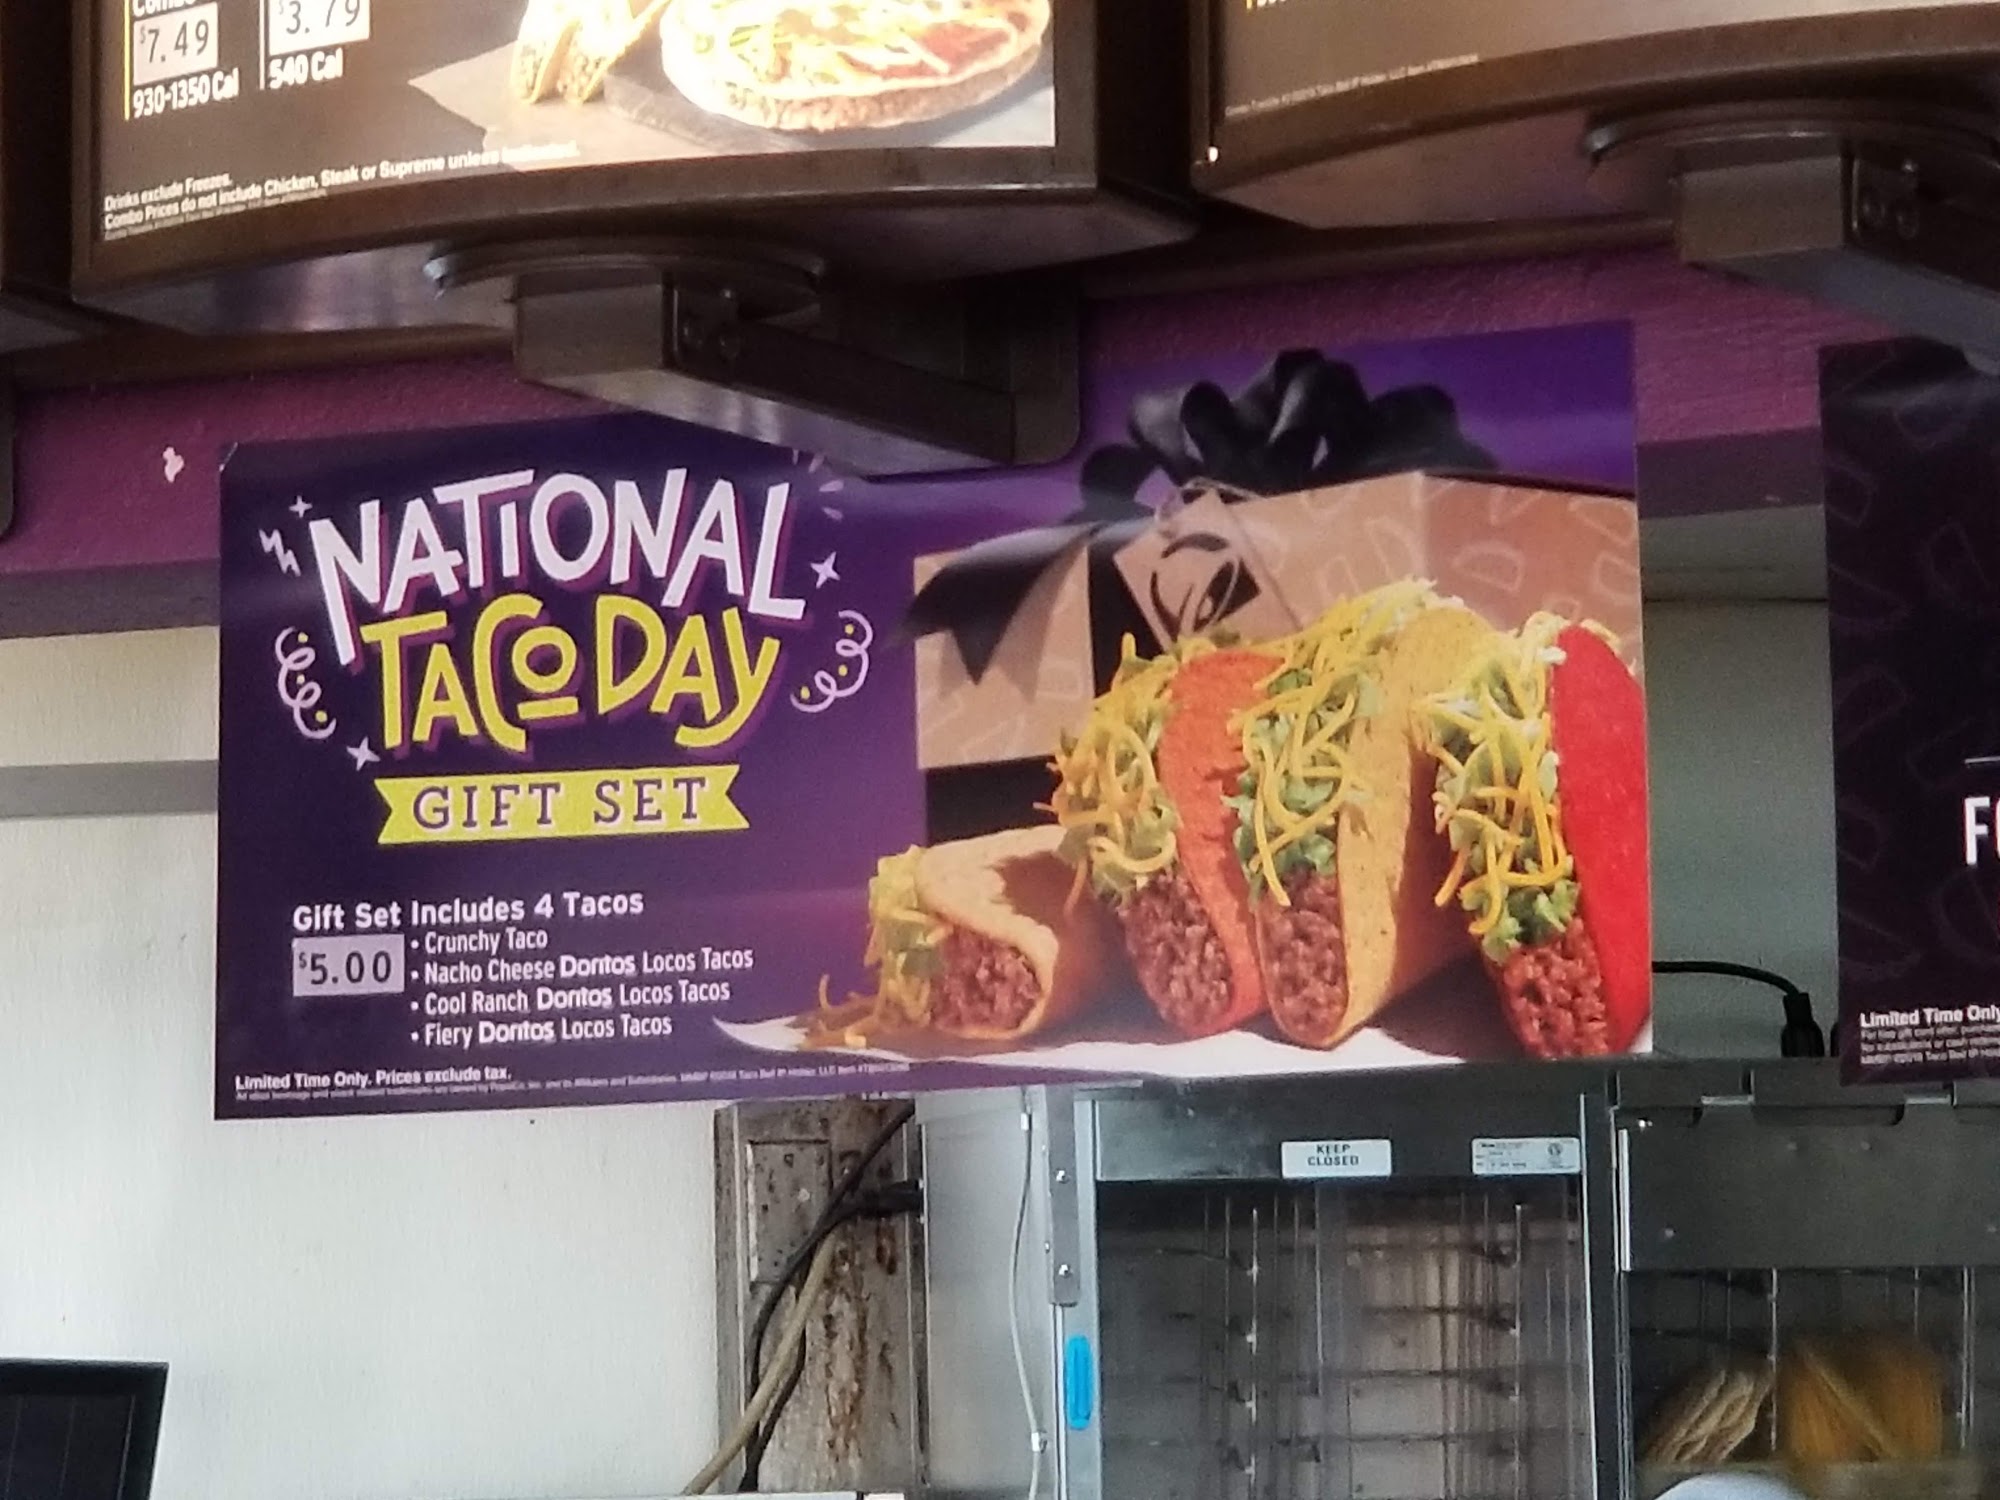 $7.49
930-1350 Cal
$3.79
540 Cal
Drinks exclude Freezes.
Combo Prices do not include Chicken, Steak or Supreme unless
NATIONAL
TACO DAY
GIFT SET
Gift Set Includes 4 Tacos
$5.00
• Crunchy Taco
• Nacho Cheese Doritos Locos Tacos
• Cool Ranch Doritos Locos Tacos
• Fiery Doritos Locos Tacos
Limited Time Only. Prices exclude tax.
Limited Time Only
KEEP
CLOSED